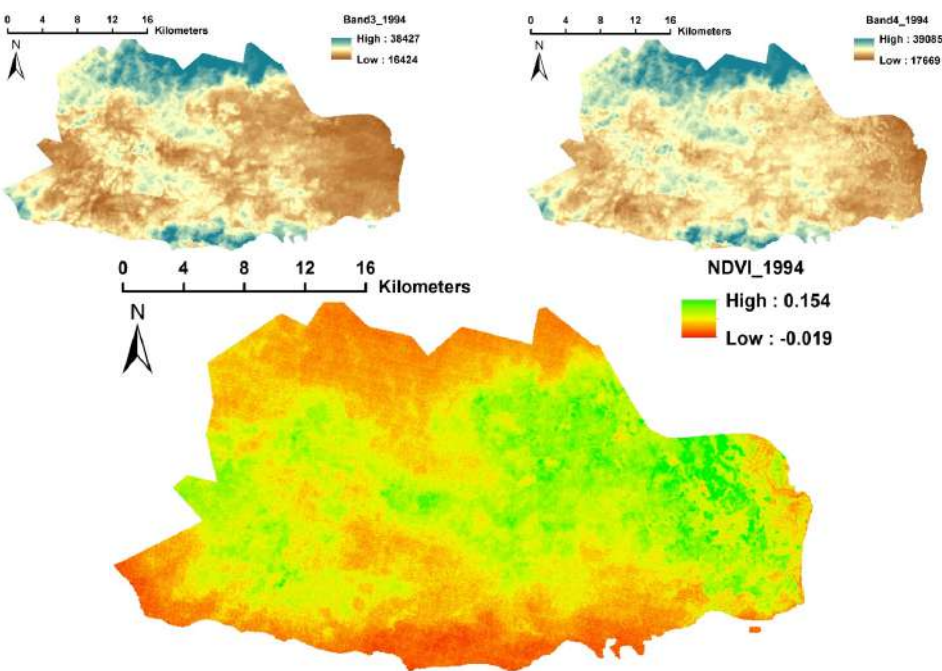 0 4 8 12 16
Kilometers
N
Band3_1994
High : 38427
Low : 16424
0 4 8 12 16
Kilometers
N
Band4_1994
High : 39085
Low : 17669
0 4 8 12 16
Kilometers
N
NDVI_1994
High : 0.154
Low : -0.019